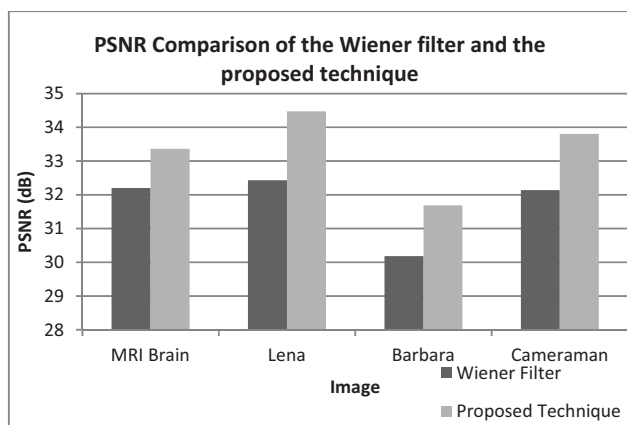 PSNR Comparison of the Wiener filter and the
proposed technique
PSNR (dB)
35
34
33
32
31
30
29
28
MRI Brain Lena Barbara Cameraman
Image
Wiener Filter
Proposed Technique